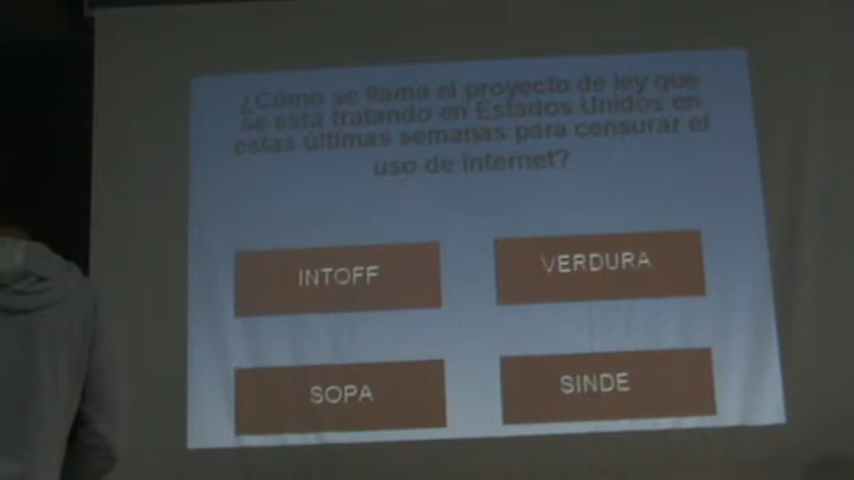 ¿Cómo se llama el proyecto de ley que
se está tratando en Estados Unidos en
estas últimas semanas para censurar el
uso de internet?
INTOFF
VERDURA
SOPA
SINDE